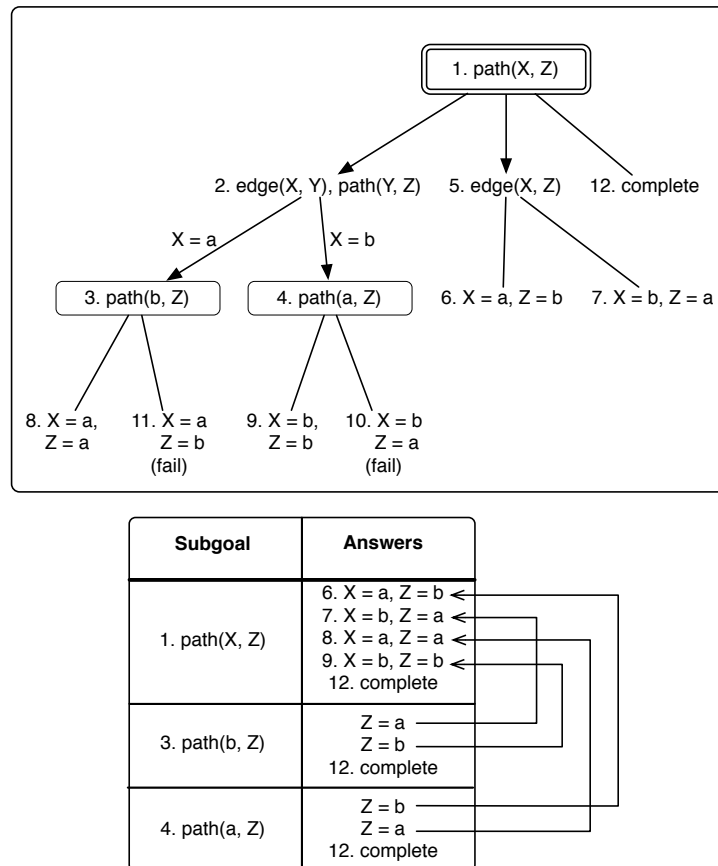 1. path(X, Z)
2. edge(X, Y), path(Y, Z)
5. edge(X, Z)
12. complete
X = a
X = b
3. path(b, Z)
4. path(a, Z)
6. X = a, Z = b
7. X = b, Z = a
8. X = a,
Z = a
11. X = a
Z = b
(fail)
9. X = b,
Z = b
10. X = b
Z = a
(fail)
Subgoal
Answers
1. path(X, Z)
6. X = a, Z = b
7. X = b, Z = a
8. X = a, Z = a
9. X = b, Z = b
12. complete
3. path(b, Z)
Z = a
Z = b
12. complete
4. path(a, Z)
Z = b
Z = a
12. complete